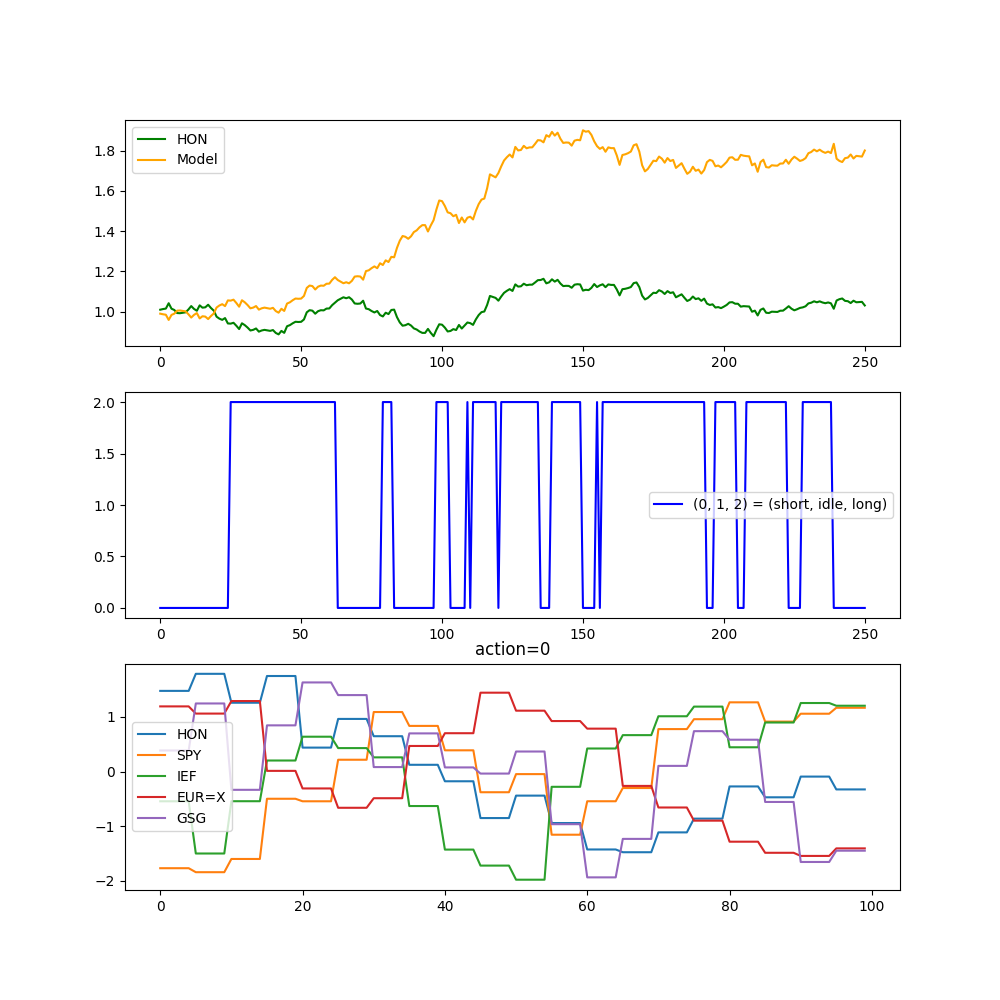 HON
Model
1.8
1.6
1.4
1.2
1.0
0 50 100 150 200 250
2.0
1.5
1.0
0.5
0.0
(0, 1, 2) = (short, idle, long)
0 50 100 150 200 250
action=0
1
0
−1
−2
HON
SPY
IEF
EUR=X
GSG
0 20 40 60 80 100